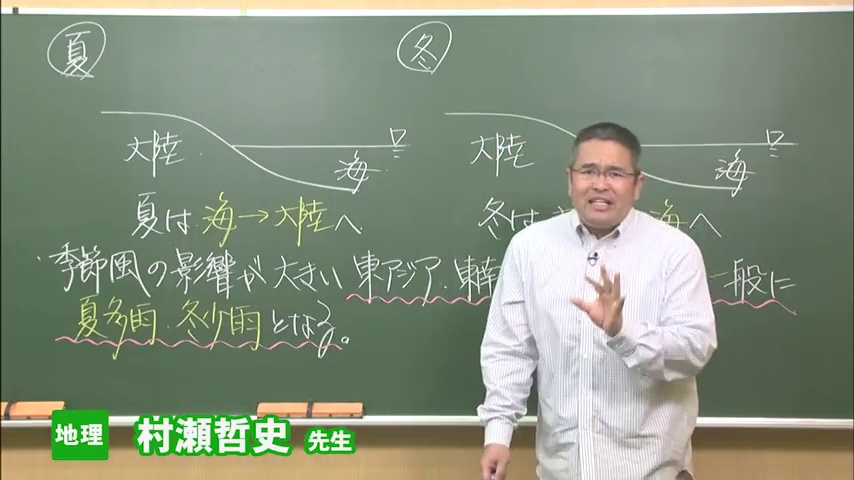 夏
冬
大陸
海
大陸
海
夏は 海→大陸へ
冬は 海へ
季節風の影響が大きい 東アジア・東南 一般に
夏多雨・冬少雨となる。
地理 村瀬哲史 先生